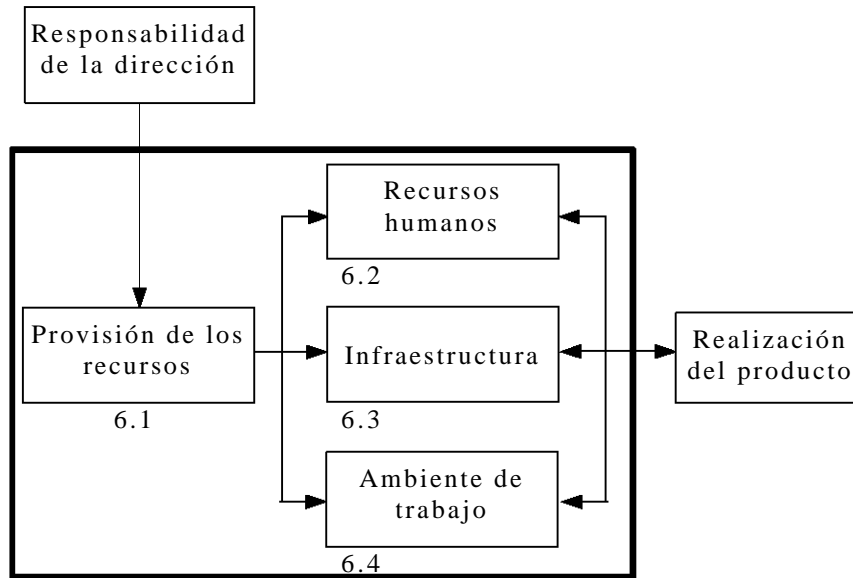 Responsabilidad
de la dirección
Recursos
humanos
6.2
Provisión de los
recursos
6.1
Infraestructura
6.3
Realización
del producto
Ambiente de
trabajo
6.4